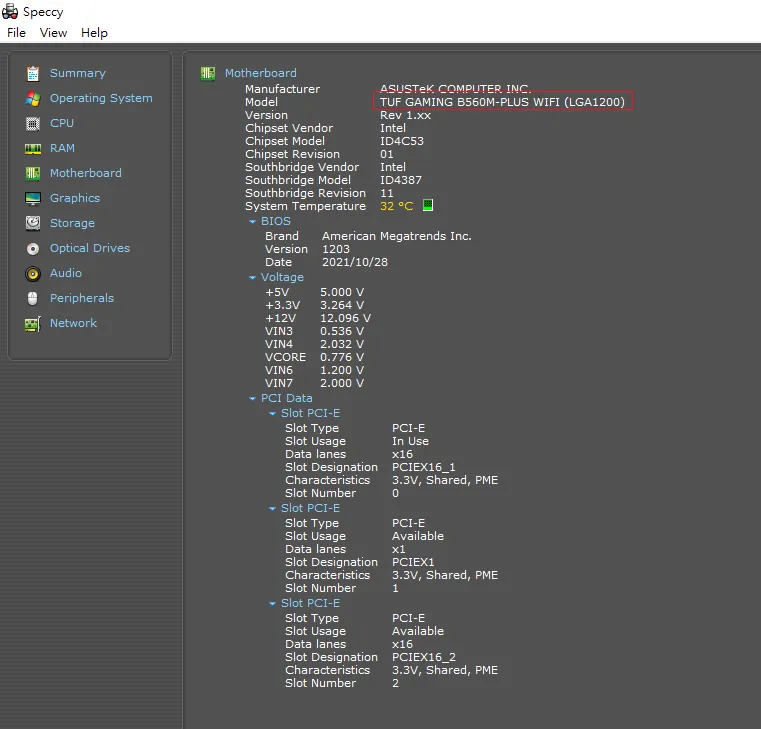 Speccy
File View Help
Summary
Operating System
CPU
RAM
Motherboard
Graphics
Storage
Optical Drives
Audio
Peripherals
Network
Motherboard
Manufacturer ASUSTeK COMPUTER INC.
Model TUF GAMING B560M-PLUS WIFI (LGA1200)
Version Rev 1.xx
Chipset Vendor Intel
Chipset Model ID4C53
Chipset Revision 01
Southbridge Vendor Intel
Southbridge Model ID4387
Southbridge Revision 11
System Temperature 32 °C
BIOS
Brand American Megatrends Inc.
Version 1203
Date 2021/10/28
Voltage
+5V 5.000 V
+3.3V 3.264 V
+12V 12.096 V
VIN3 0.536 V
VIN4 2.032 V
VCORE 0.776 V
VIN6 1.200 V
VIN7 2.000 V
PCI Data
Slot PCI-E
Slot Type PCI-E
Slot Usage In Use
Data lanes x16
Slot Designation PCIEX16_1
Characteristics 3.3V, Shared, PME
Slot Number 0
Slot PCI-E
Slot Type PCI-E
Slot Usage Available
Data lanes x1
Slot Designation PCIEX1
Characteristics 3.3V, Shared, PME
Slot Number 1
Slot PCI-E
Slot Type PCI-E
Slot Usage Available
Data lanes x16
Slot Designation PCIEX16_2
Characteristics 3.3V, Shared, PME
Slot Number 2